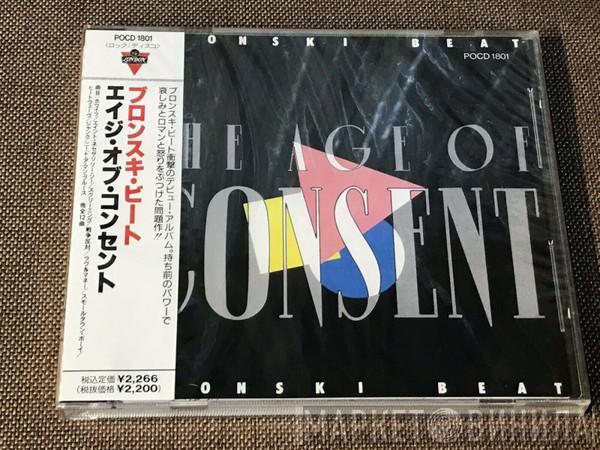 POCD 1801
〈ロック/ディスコ〉
LONDON
ブロンスキ・ビート
エイジ・オブ・コンセント
ブロンスキ・ビート衝撃のデビュー・アルバム。持ち前のパワーで
哀しみとロマンと怒りをぶつけた問題作!!
税込定価 ¥2,266
(税抜価格 ¥2,200)
ONSKI BEAT
POCD 1801
HE AGE OF
CONSENT
ONSKI BEAT
МАРКЕТ ВИНИЛА